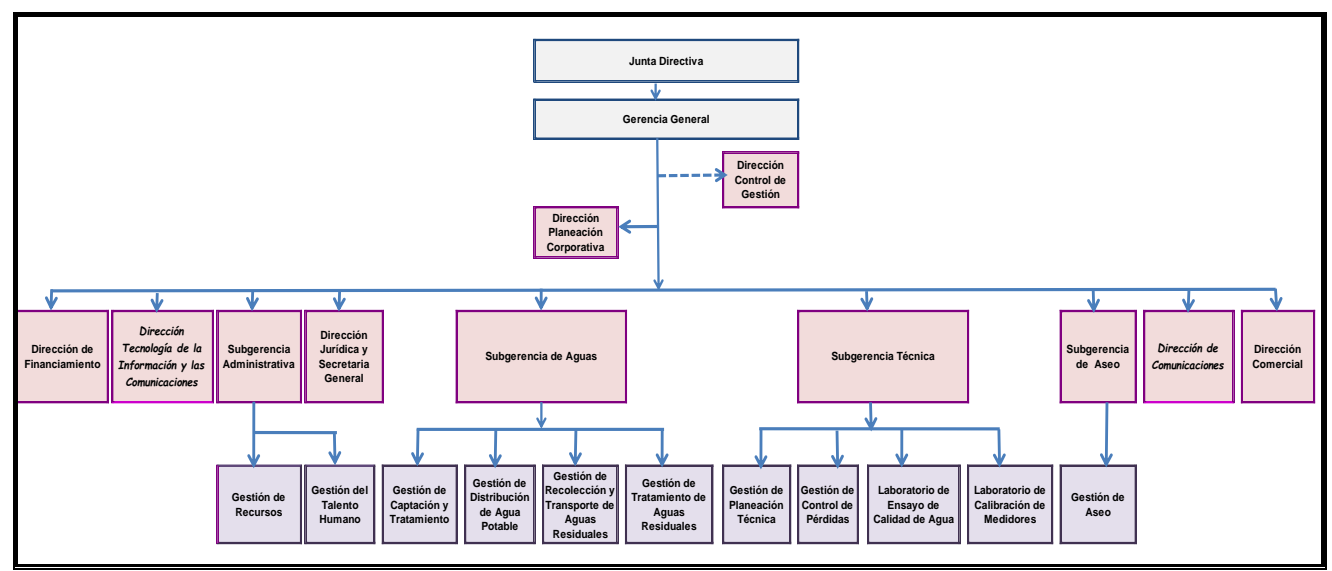 Junta Directiva
Gerencia General
Dirección
Control de
Gestión
Dirección
Planeación
Corporativa
Dirección de
Financiamiento
Dirección
Tecnología de la
Información y las
Comunicaciones
Subgerencia
Administrativa
Dirección
Jurídica y
Secretaria
General
Subgerencia de Aguas
Subgerencia Técnica
Subgerencia
de Aseo
Dirección de
Comunicaciones
Dirección
Comercial
Gestión de
Recursos
Gestión del
Talento
Humano
Gestión de
Captación y
Tratamiento
Gestión de
Distribución
de Agua
Potable
Gestión de
Recolección y
Transporte de
Aguas
Residuales
Gestión de
Tratamiento de
Aguas
Residuales
Gestión de
Planeación
Técnica
Gestión de
Control de
Pérdidas
Laboratorio de
Ensayo de
Calidad de Agua
Laboratorio de
Calibración de
Medidores
Gestión de
Aseo